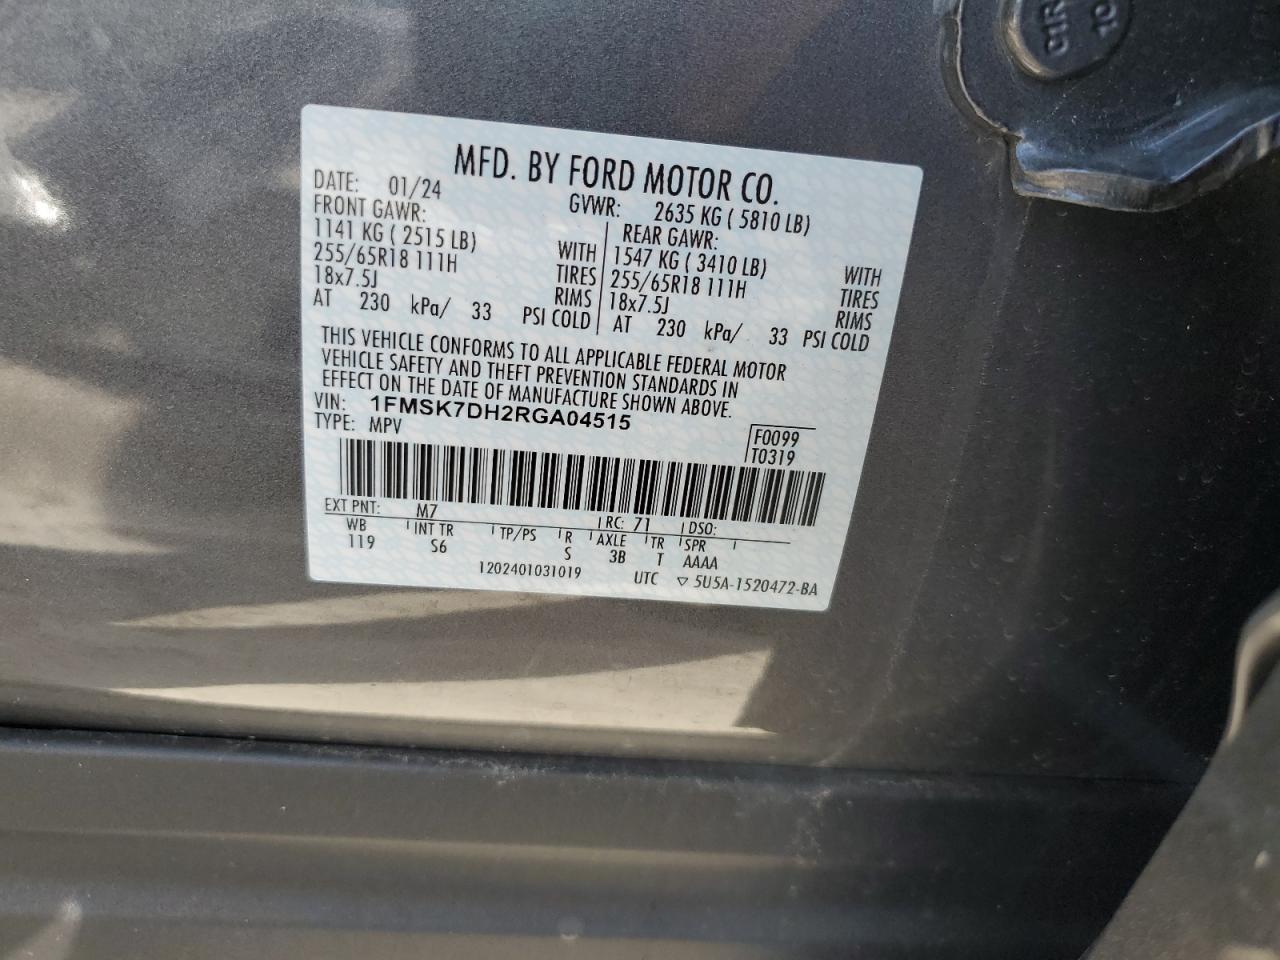 MFD. BY FORD MOTOR CO.
DATE: 01/24 GVWR: 2635 KG ( 5810 LB)
FRONT GAWR: REAR GAWR:
1141 KG ( 2515 LB) WITH 1547 KG ( 3410 LB) WITH
255/65R18 111H TIRES 255/65R18 111H TIRES
18x7.5J RIMS 18x7.5J RIMS
AT 230 kPa/ 33 PSI COLD AT 230 kPa/ 33 PSI COLD
THIS VEHICLE CONFORMS TO ALL APPLICABLE FEDERAL MOTOR
VEHICLE SAFETY AND THEFT PREVENTION STANDARDS IN
EFFECT ON THE DATE OF MANUFACTURE SHOWN ABOVE.
VIN: 1FMSK7DH2RGA04515
TYPE: MPV
F0099
T0319
EXT PNT: M7 RC: 71 DSO:
WB INT TR TP/PS R AXLE TR SPR
119 S6 S 3B T AAAA
1202401031019 UTC ▽ 5U5A-1520472-BA